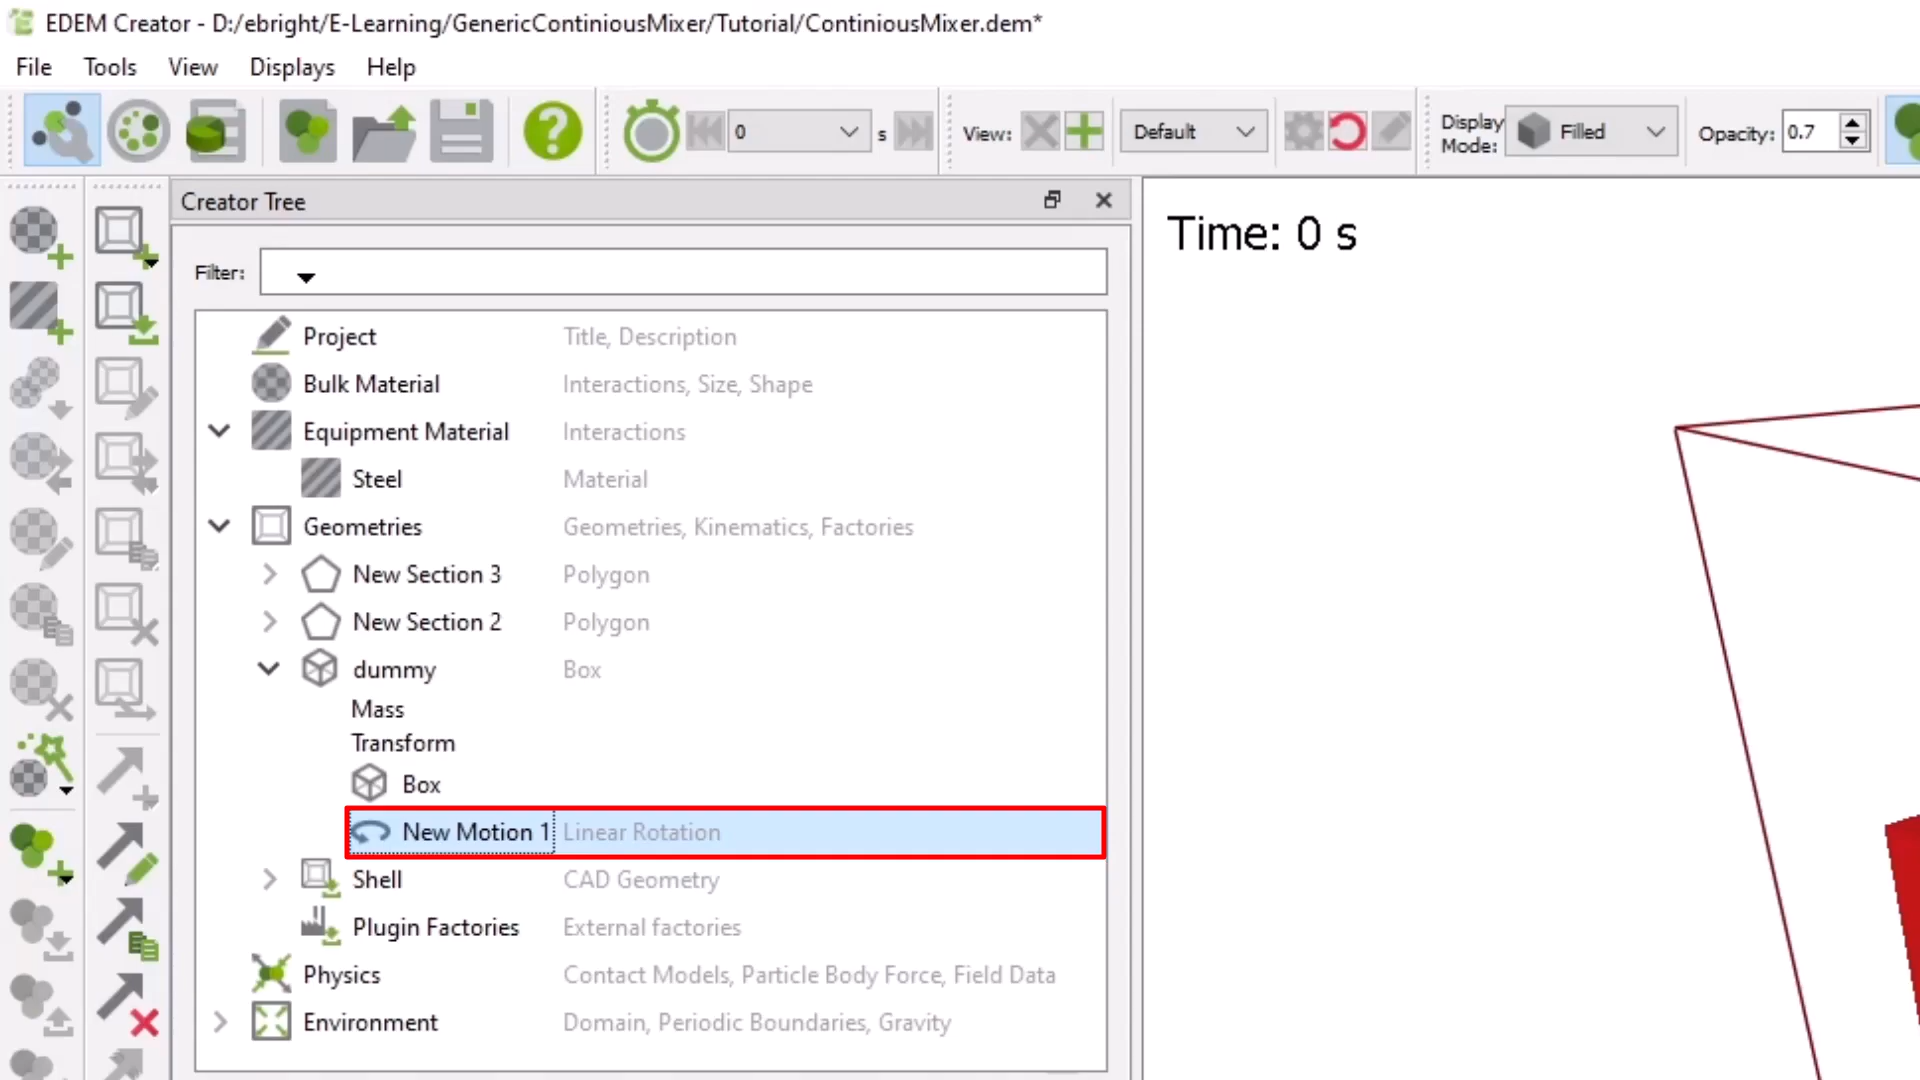 EDEM Creator - D:/ebright/E-Learning/GenericContiniousMixer/Tutorial/ContiniousMixer.dem*
File Tools View Displays Help
0 s View: Default Display Mode: Filled Opacity: 0.7
Creator Tree
Time: 0 s
Filter:
Project Title, Description
Bulk Material Interactions, Size, Shape
Equipment Material Interactions
Steel Material
Geometries Geometries, Kinematics, Factories
New Section 3 Polygon
New Section 2 Polygon
dummy Box
Mass
Transform
Box
New Motion 1 Linear Rotation
Shell CAD Geometry
Plugin Factories External factories
Physics Contact Models, Particle Body Force, Field Data
Environment Domain, Periodic Boundaries, Gravity